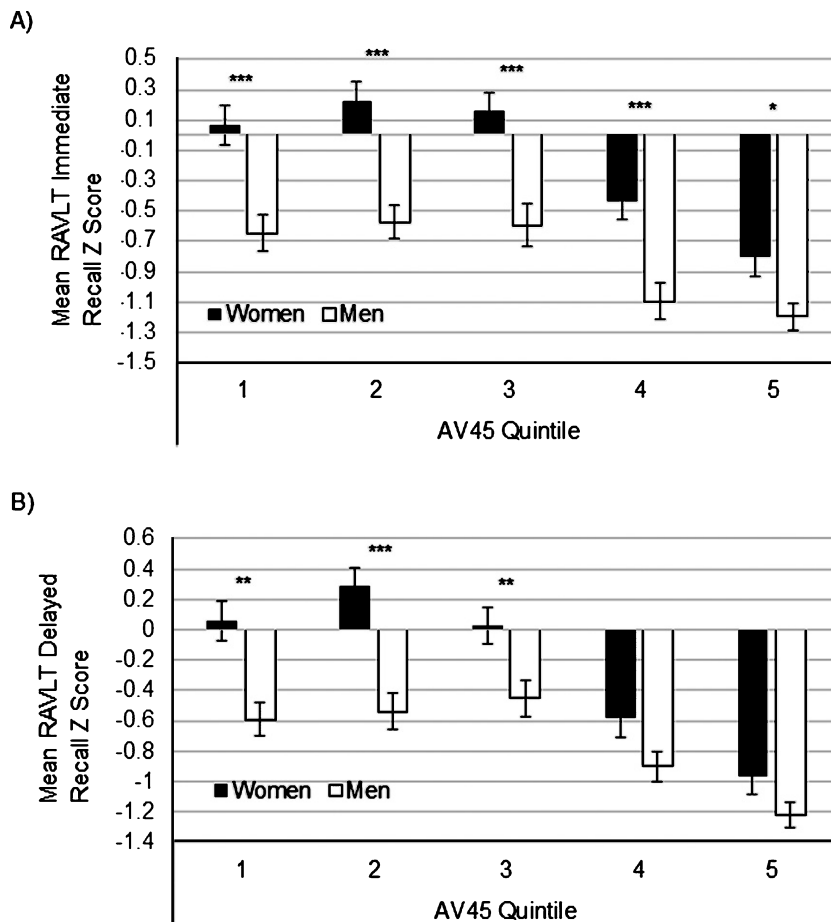 A)
Mean RAVLT Immediate
Recall Z Score
0.5
0.3
0.1
-0.1
-0.3
-0.5
-0.7
-0.9
-1.1
-1.3
-1.5
***
***
***
***
*
Women Men
1 2 3 4 5
AV45 Quintile
B)
Mean RAVLT Delayed
Recall Z Score
0.6
0.4
0.2
0
-0.2
-0.4
-0.6
-0.8
-1
-1.2
-1.4
**
***
**
Women Men
1 2 3 4 5
AV45 Quintile